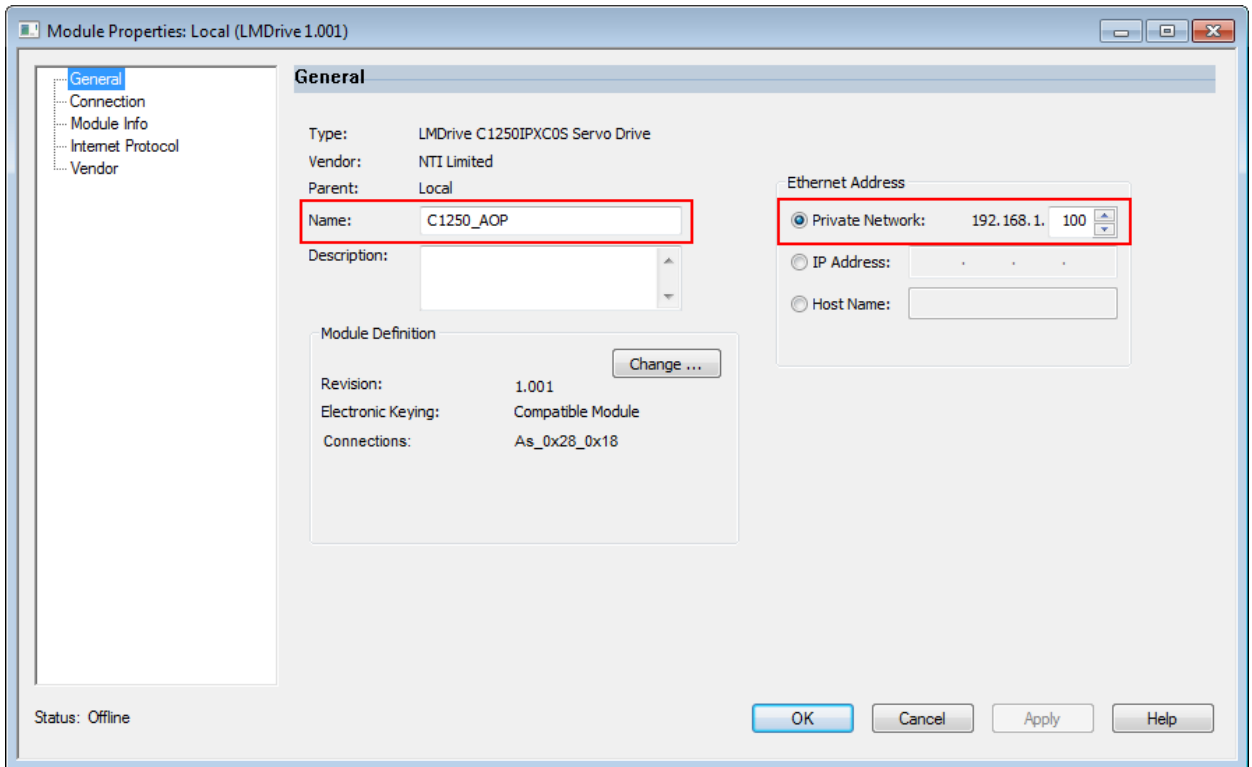 Module Properties: Local (LMDrive 1.001)
General
Connection
Module Info
Internet Protocol
Vendor
General
Type: LMDrive C1250IPXC0S Servo Drive
Vendor: NTI Limited
Parent: Local
Name: C1250_AOP
Description:
Ethernet Address
Private Network: 192.168.1. 100
IP Address: . . .
Host Name:
Module Definition
Change ...
Revision: 1.001
Electronic Keying: Compatible Module
Connections: As_0x28_0x18
Status: Offline
OK Cancel Apply Help